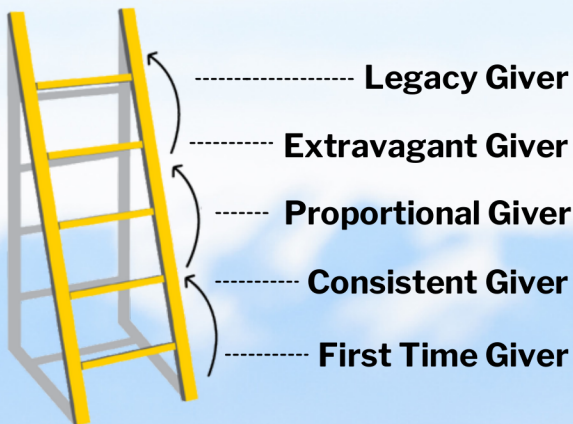 Legacy Giver
Extravagant Giver
Proportional Giver
Consistent Giver
First Time Giver